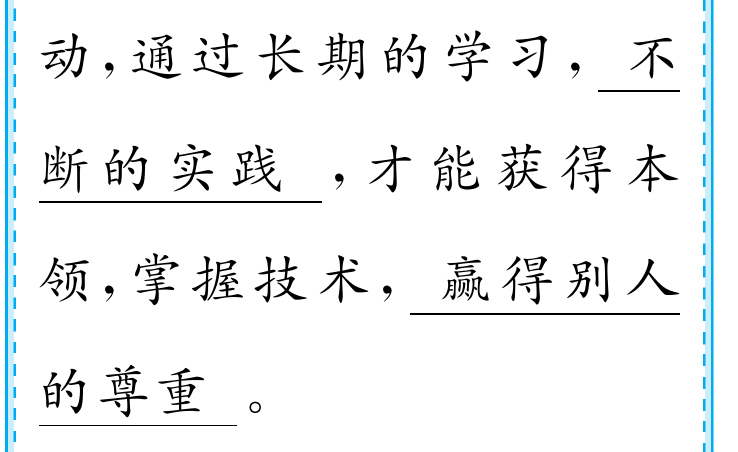 动,通过长期的学习, 不
断的实践 ,才能获得本
领,掌握技术, 赢得别人
的尊重 。